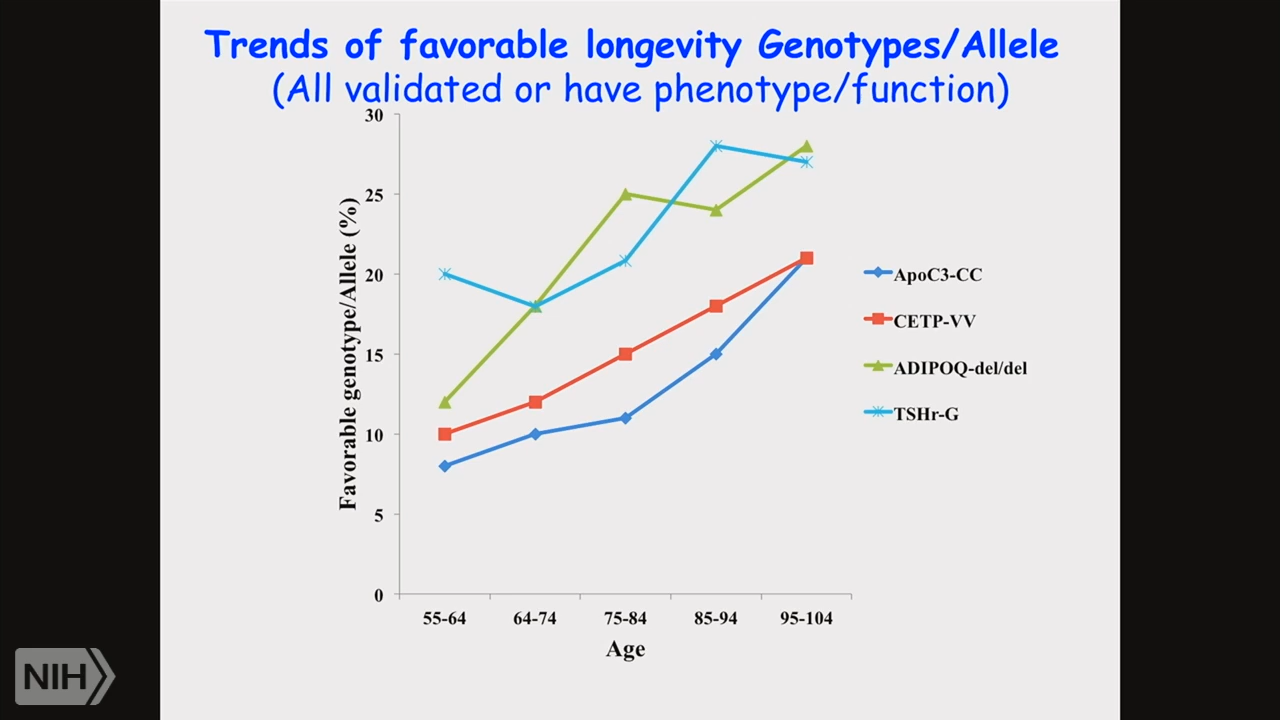 Trends of favorable longevity Genotypes/Allele
(All validated or have phenotype/function)
30
25
20
15
10
5
0
Favorable genotype/Allele (%)
55-64
64-74
75-84
85-94
95-104
Age
ApoC3-CC
CETP-VV
ADIPOQ-del/del
TSHr-G
NIH